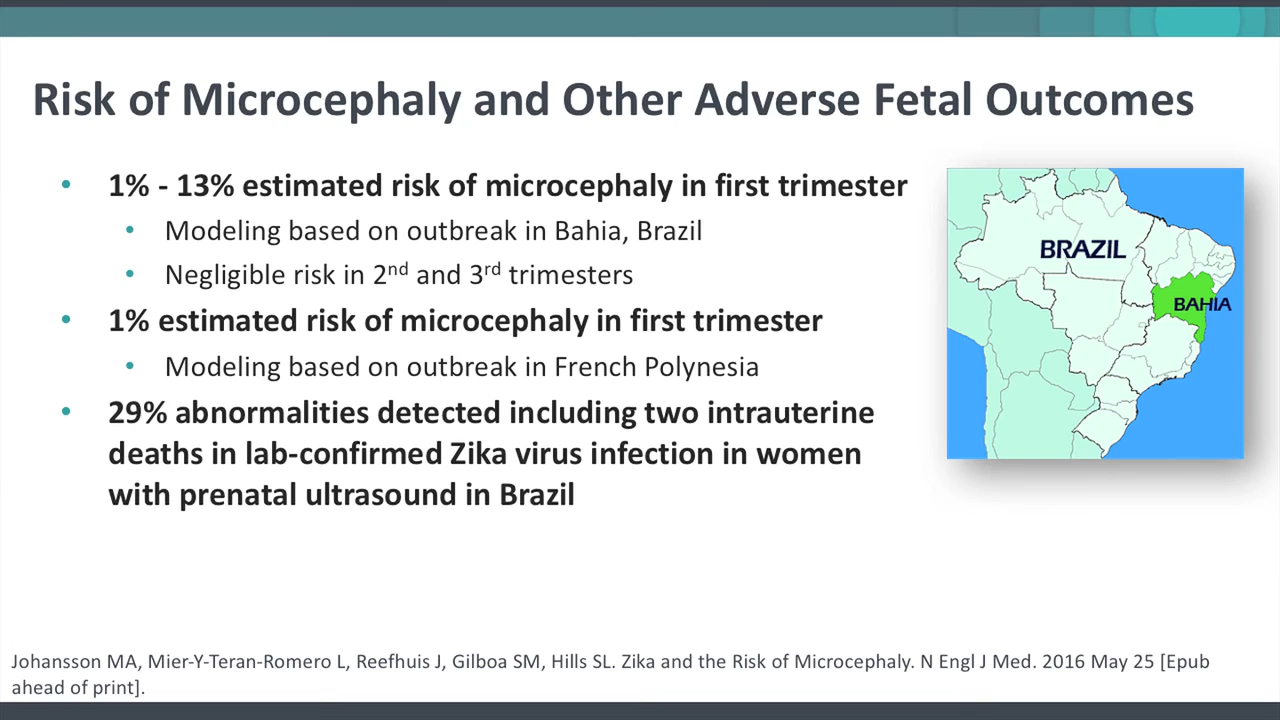 Risk of Microcephaly and Other Adverse Fetal Outcomes
• 1% - 13% estimated risk of microcephaly in first trimester
• Modeling based on outbreak in Bahia, Brazil
• Negligible risk in 2nd and 3rd trimesters
• 1% estimated risk of microcephaly in first trimester
• Modeling based on outbreak in French Polynesia
• 29% abnormalities detected including two intrauterine
deaths in lab-confirmed Zika virus infection in women
with prenatal ultrasound in Brazil
BRAZIL
BAHIA
Johansson MA, Mier-Y-Teran-Romero L, Reefhuis J, Gilboa SM, Hills SL. Zika and the Risk of Microcephaly. N Engl J Med. 2016 May 25 [Epub
ahead of print].